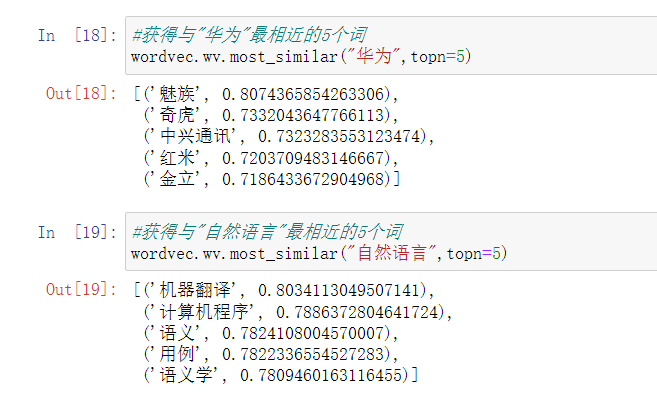 In [18]: #获得与"华为"最相近的5个词
wordvec.wv.most_similar("华为",topn=5)
Out[18]: [('魅族', 0.8074365854263306),
('奇虎', 0.7332043647766113),
('中兴通讯', 0.7323283553123474),
('红米', 0.7203709483146667),
('金立', 0.7186433672904968)]
In [19]: #获得与"自然语言"最相近的5个词
wordvec.wv.most_similar("自然语言",topn=5)
Out[19]: [('机器翻译', 0.8034113049507141),
('计算机程序', 0.7886372804641724),
('语义', 0.7824108004570007),
('用例', 0.7822336554527283),
('语义学', 0.7809460163116455)]